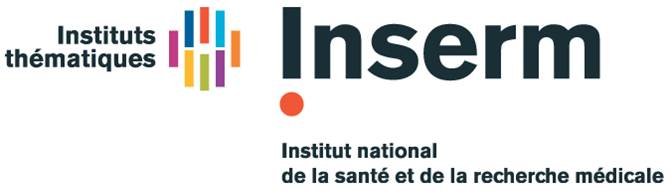 Instituts
thématiques
Inserm
Institut national
de la santé et de la recherche médicale